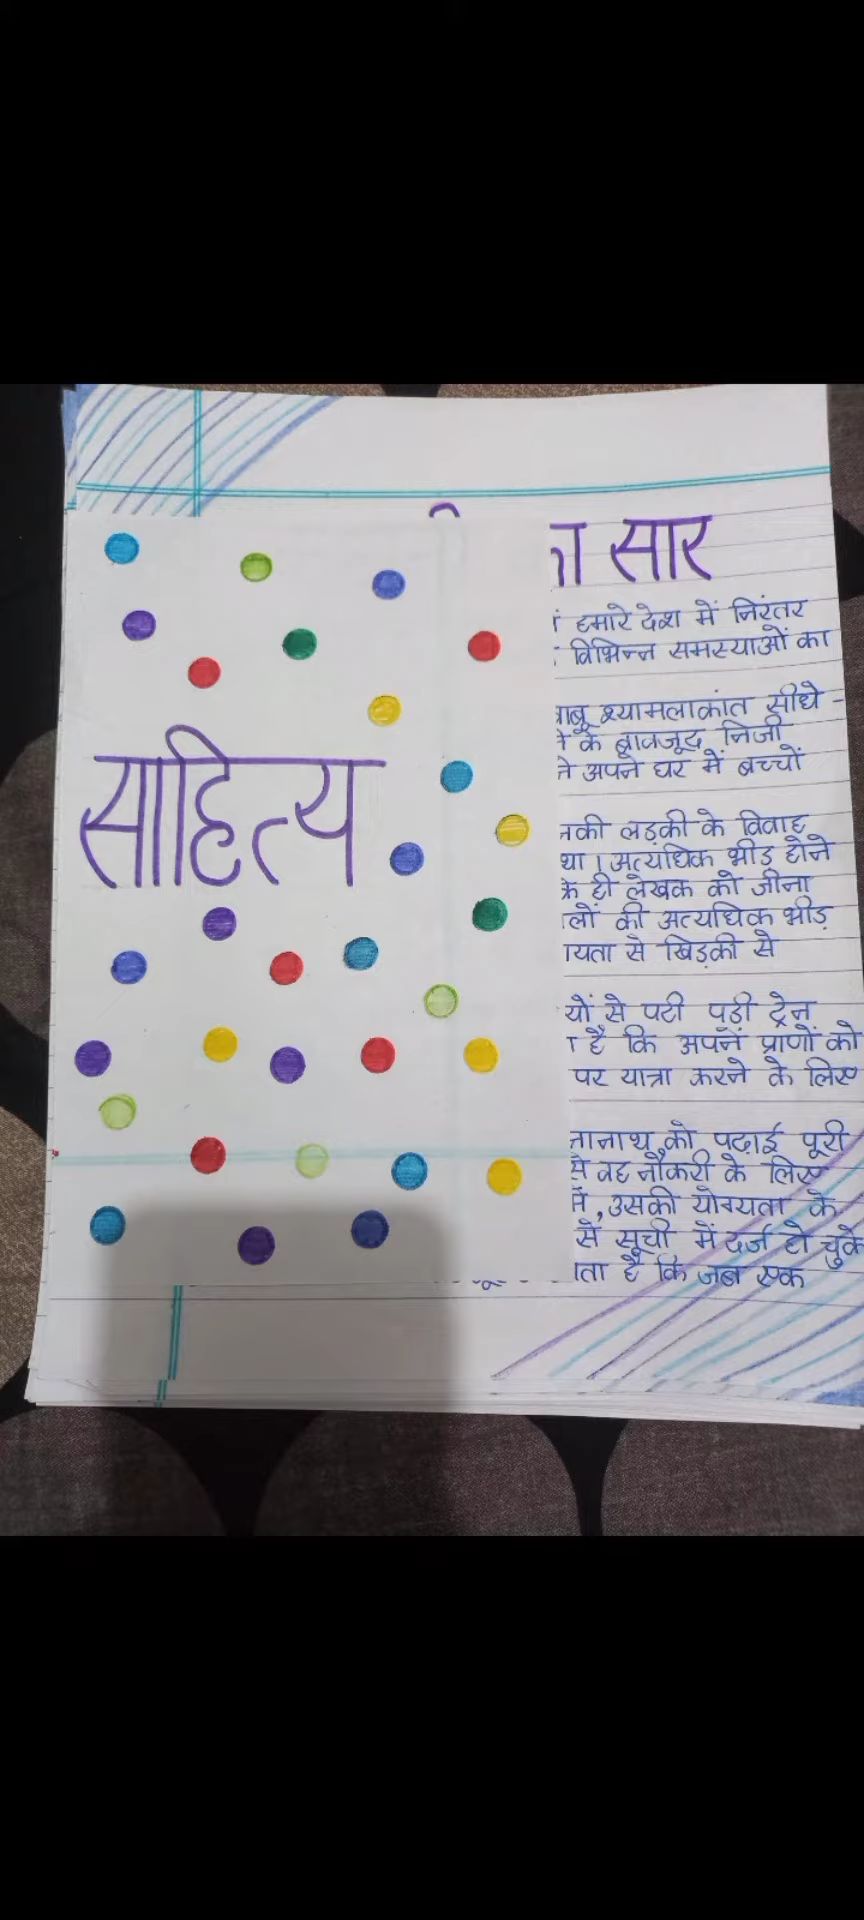 का सार
हमारे देश में निरंतर
विभिन्न समस्याओं का
बाबू श्यामलाकांत सीधे -
के बावजूद निजी
ने अपने घर में बच्चों
साहित्य
नकी लड़की के विवाह
था । अत्यधिक भीड़ होने
के ही लेखक को जीना
लों की अत्यधिक भीड़
यता से खिड़की से
यों से पटी पड़ी ट्रेन
है कि अपनें प्राणों को
पर यात्रा करने के लिए
नानाथ को पढ़ाई पूरी
से वह नौकरी के लिए
में, उसकी योग्यता के
से सूची में दर्ज हो चुके
ता है कि जब एक